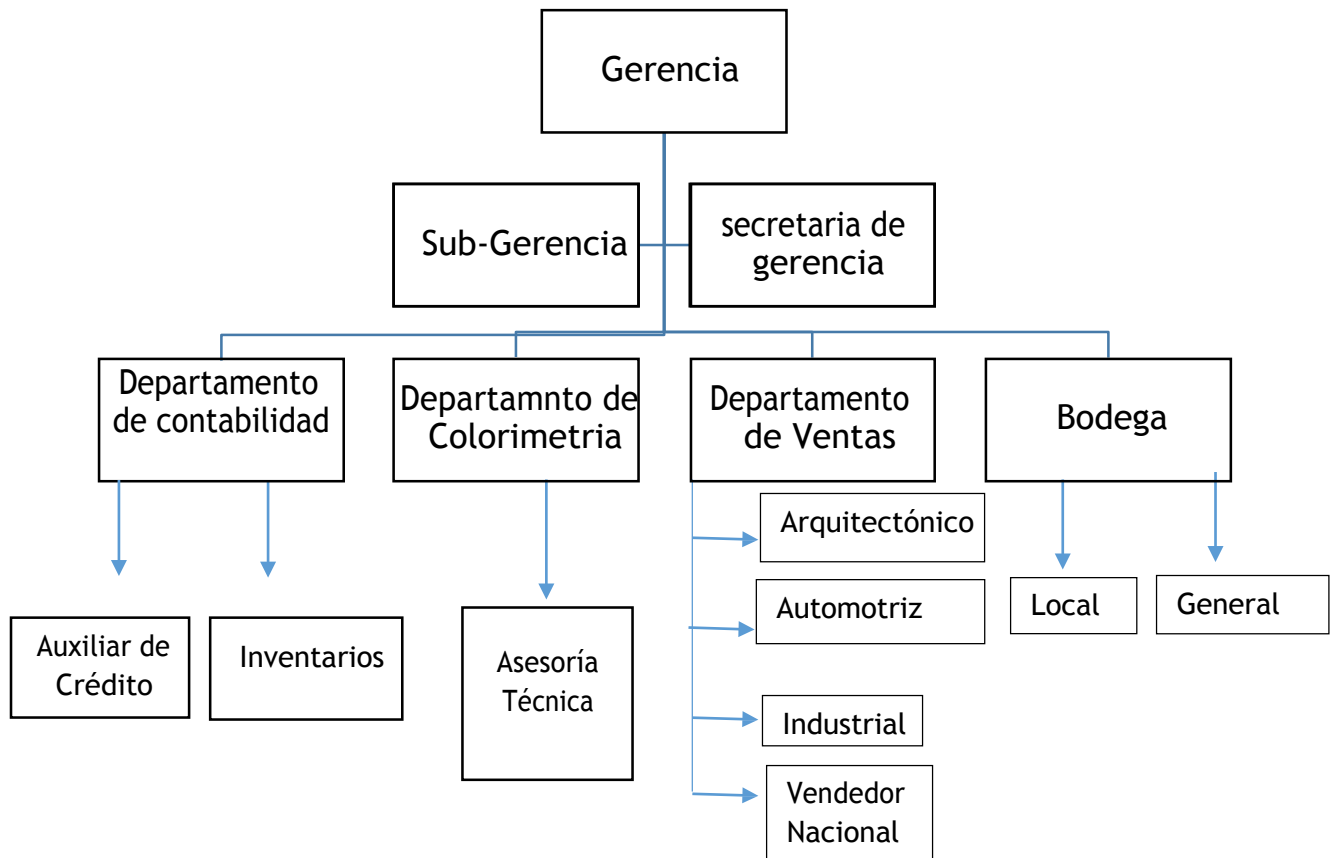 Gerencia
Sub-Gerencia
secretaria de
gerencia
Departamento
de contabilidad
Departamnto de
Colorimetria
Departamento
de Ventas
Bodega
Auxiliar de
Crédito
Inventarios
Asesoría
Técnica
Arquitectónico
Automotriz
Industrial
Vendedor
Nacional
Local
General